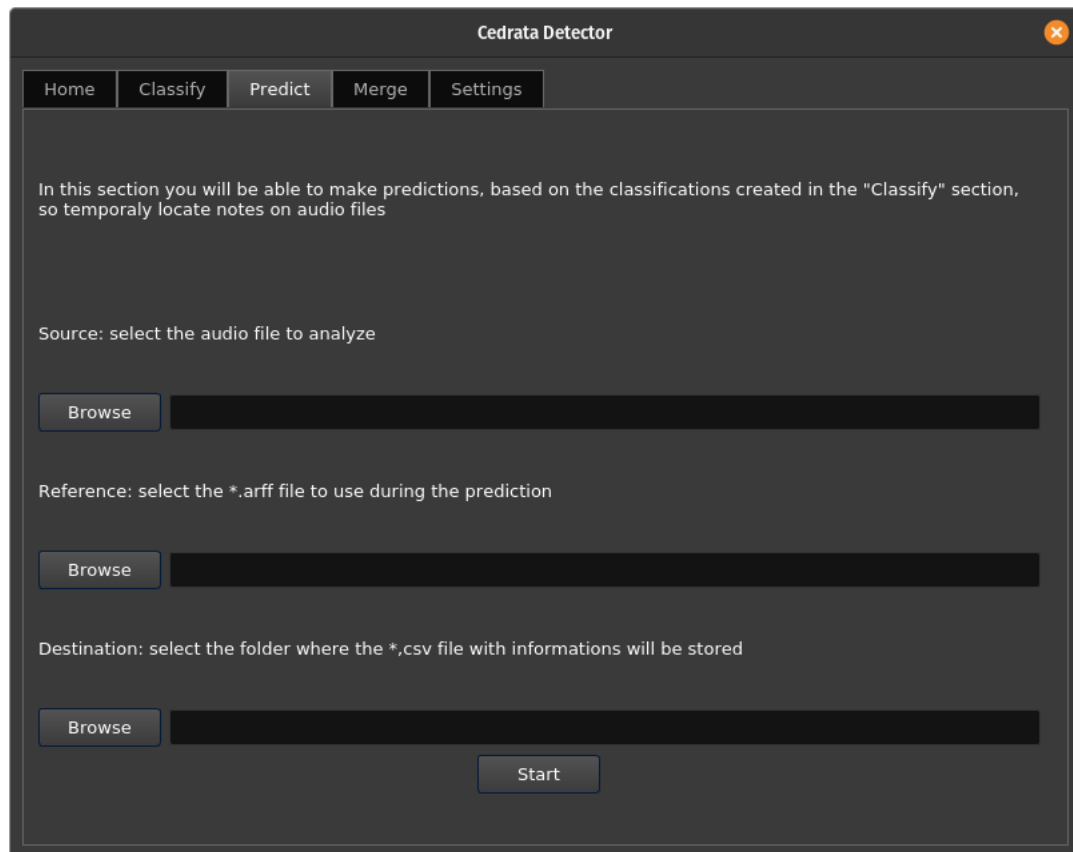 Cedrata Detector
Home Classify Predict Merge Settings
In this section you will be able to make predictions, based on the classifications created in the "Classify" section,
so temporaly locate notes on audio files
Source: select the audio file to analyze
Browse
Reference: select the *.arff file to use during the prediction
Browse
Destination: select the folder where the *,csv file with informations will be stored
Browse
Start